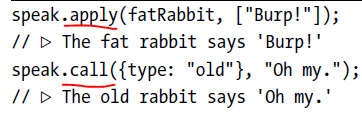 speak.apply(fatRabbit, ["Burp!"]);
// ▷ The fat rabbit says 'Burp!'
speak.call({type: "old"}, "Oh my.");
// ▷ The old rabbit says 'Oh my.'